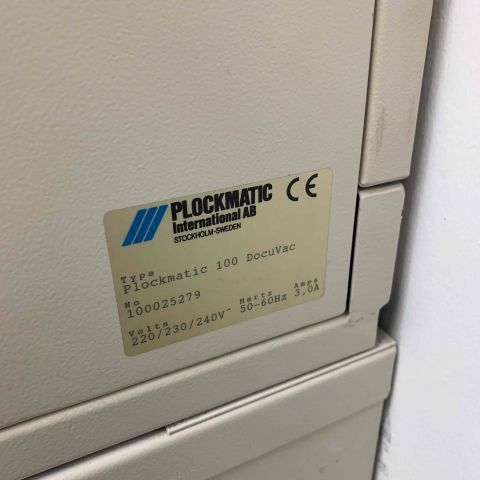 PLOCKMATIC CE
International AB
STOCKHOLM-SWEDEN
Type
Plockmatic 100 DocuVac
No
100025279
Volts Hertz Amps
220/230/240V~ 50-60Hz 3,0A